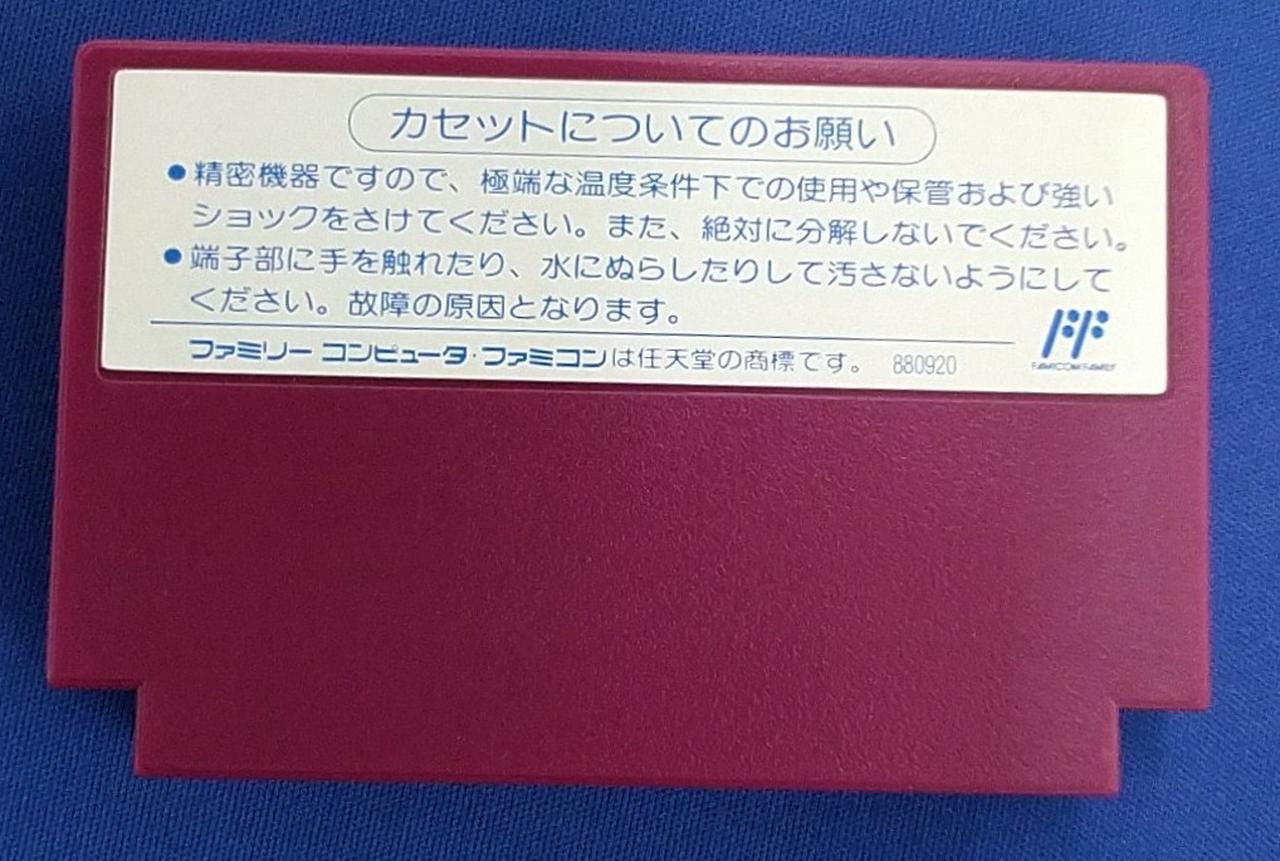 カセットについてのお願い
●精密機器ですので、極端な温度条件下での使用や保管および強い
ショックをさけてください。また、絶対に分解しないでください。
●端子部に手を触れたり、水にぬらしたりして汚さないようにして
ください。故障の原因となります。
ファミリー コンピュータ・ファミコンは任天堂の商標です。 880920
FF
FAMICOM FAMILY